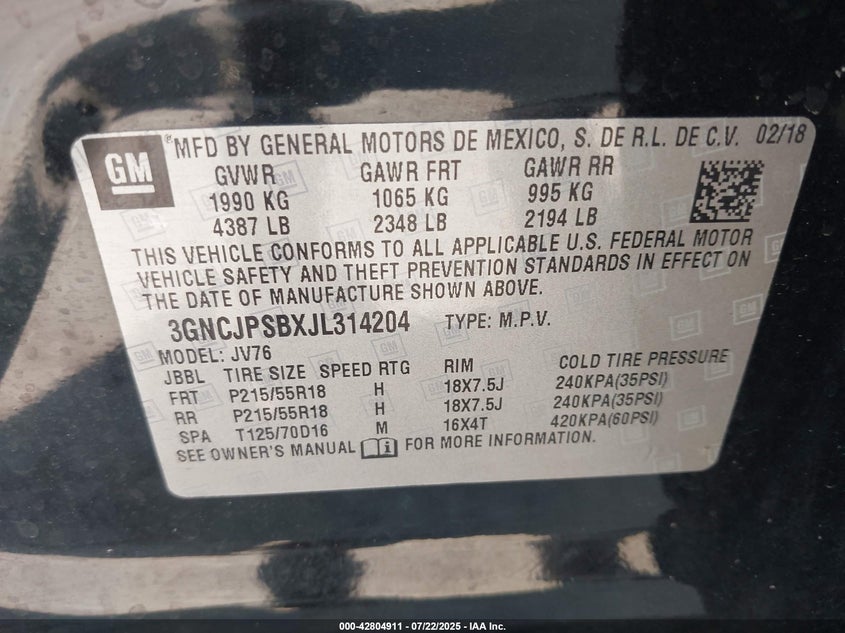 GM ® MFD BY GENERAL MOTORS DE MEXICO, S. DE R.L. DE C.V. 02/18
GVWR GAWR FRT GAWR RR
1990 KG 1065 KG 995 KG
4387 LB 2348 LB 2194 LB
THIS VEHICLE CONFORMS TO ALL APPLICABLE U.S. FEDERAL MOTOR
VEHICLE SAFETY AND THEFT PREVENTION STANDARDS IN EFFECT ON
THE DATE OF MANUFACTURE SHOWN ABOVE.
3GNCJPSBXJL314204 TYPE: M.P.V.
MODEL: JV76
JBBL TIRE SIZE SPEED RTG RIM COLD TIRE PRESSURE
FRT P215/55R18 H 18X7.5J 240KPA(35PSI)
RR P215/55R18 H 18X7.5J 240KPA(35PSI)
SPA T125/70D16 M 16X4T 420KPA(60PSI)
SEE OWNER'S MANUAL FOR MORE INFORMATION.
000-42804911 - 07/22/2025 - IAA Inc.